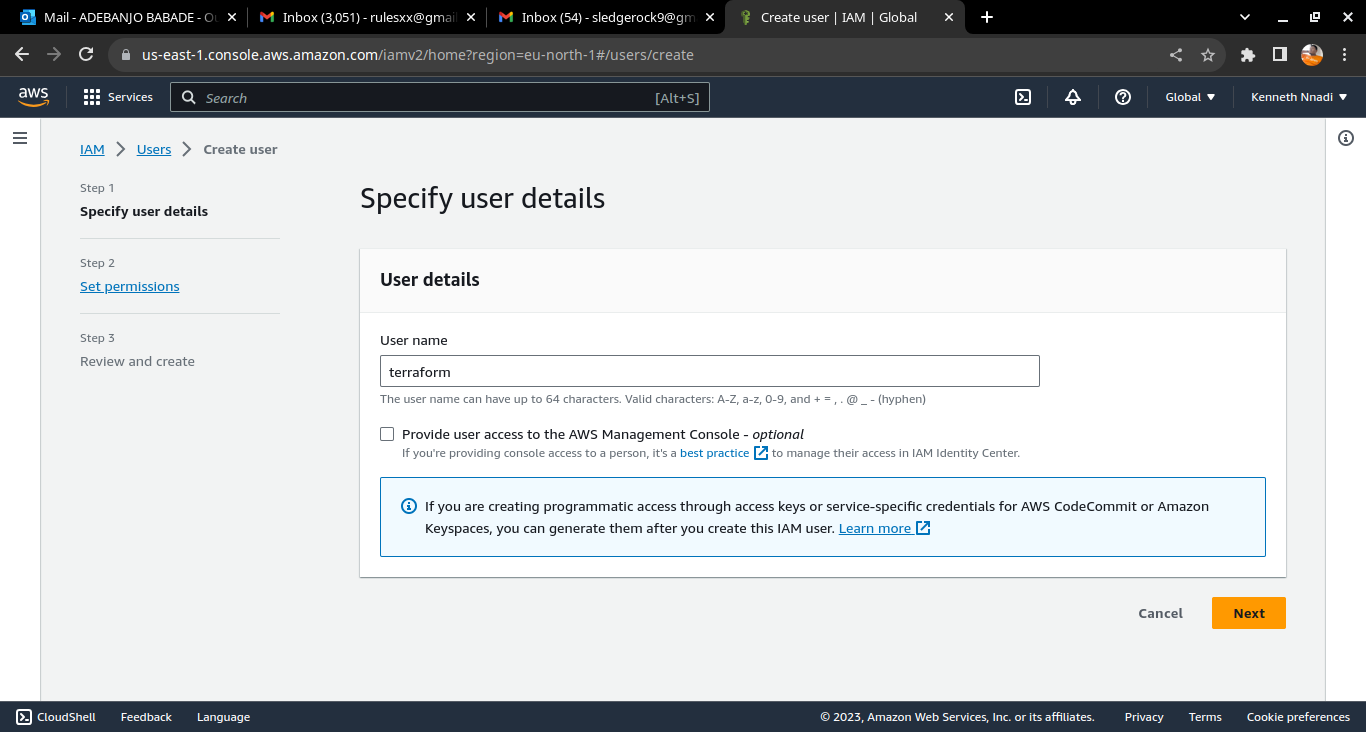 Mail - ADEBANJO BABADE - Ou
Inbox (3,051) - rulesxx@gmail
Inbox (54) - sledgerock9@gm
Create user | IAM | Global
us-east-1.console.aws.amazon.com/iamv2/home?region=eu-north-1#/users/create
aws
Services
Search
[Alt+S]
Global
Kenneth Nnadi
IAM
Users
Create user
Step 1
Specify user details
Step 2
Set permissions
Step 3
Review and create
Specify user details
User details
User name
terraform
The user name can have up to 64 characters. Valid characters: A-Z, a-z, 0-9, and + = , . @ _ - (hyphen)
Provide user access to the AWS Management Console - optional
If you're providing console access to a person, it's a best practice to manage their access in IAM Identity Center.
If you are creating programmatic access through access keys or service-specific credentials for AWS CodeCommit or Amazon
Keyspaces, you can generate them after you create this IAM user. Learn more
Cancel
Next
CloudShell
Feedback
Language
© 2023, Amazon Web Services, Inc. or its affiliates.
Privacy
Terms
Cookie preferences